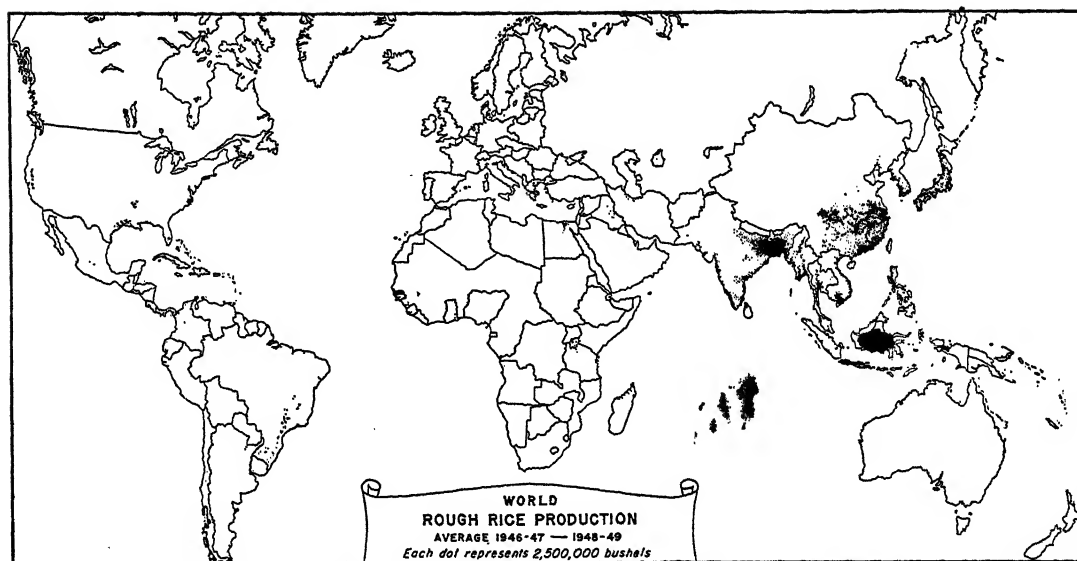 WORLD
ROUGH RICE PRODUCTION
AVERAGE 1946-47 — 1948-49
Each dot represents 2,500,000 bushels